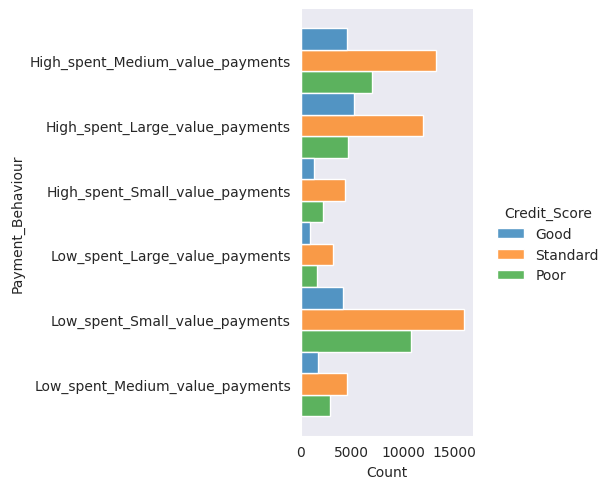 Payment_Behaviour
High_spent_Medium_value_payments
High_spent_Large_value_payments
High_spent_Small_value_payments
Low_spent_Large_value_payments
Low_spent_Small_value_payments
Low_spent_Medium_value_payments
0 5000 10000 15000
Count
Credit_Score
Good
Standard
Poor